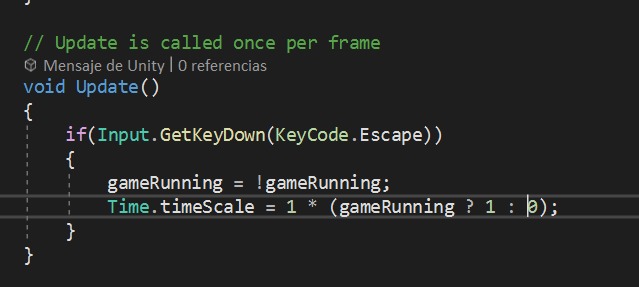 // Update is called once per frame
Mensaje de Unity | 0 referencias
void Update()
{
if(Input.GetKeyDown(KeyCode.Escape))
{
gameRunning = !gameRunning;
Time.timeScale = 1 * (gameRunning ? 1 : 0);
}
}